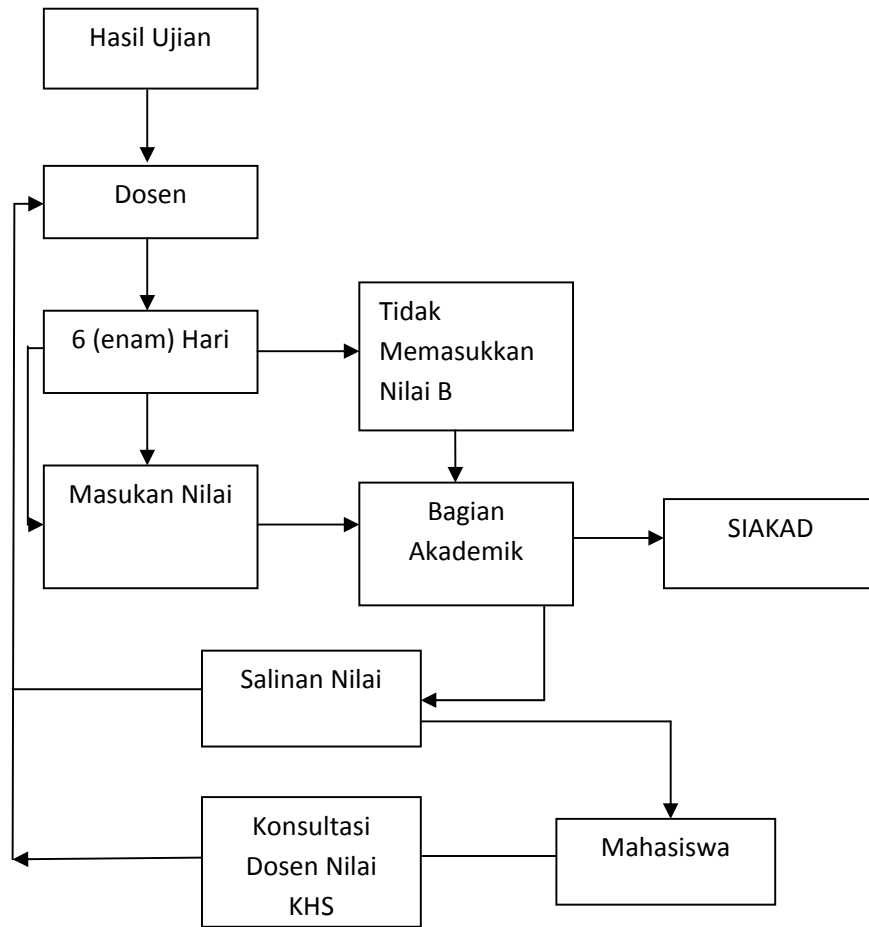 Hasil Ujian
Dosen
6 (enam) Hari
Tidak
Memasukkan
Nilai B
Masukan Nilai
Bagian
Akademik
SIAKAD
Salinan Nilai
Konsultasi
Dosen Nilai
KHS
Mahasiswa